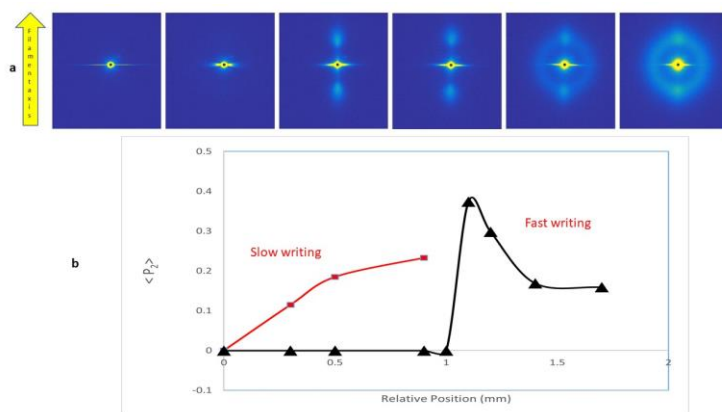 Filament axis
a
b
0.5
0.4
0.3
0.2
0.1
0
-0.1
< P2>
Slow writing
Fast writing
0
0.5
1
1.5
2
Relative Position (mm)